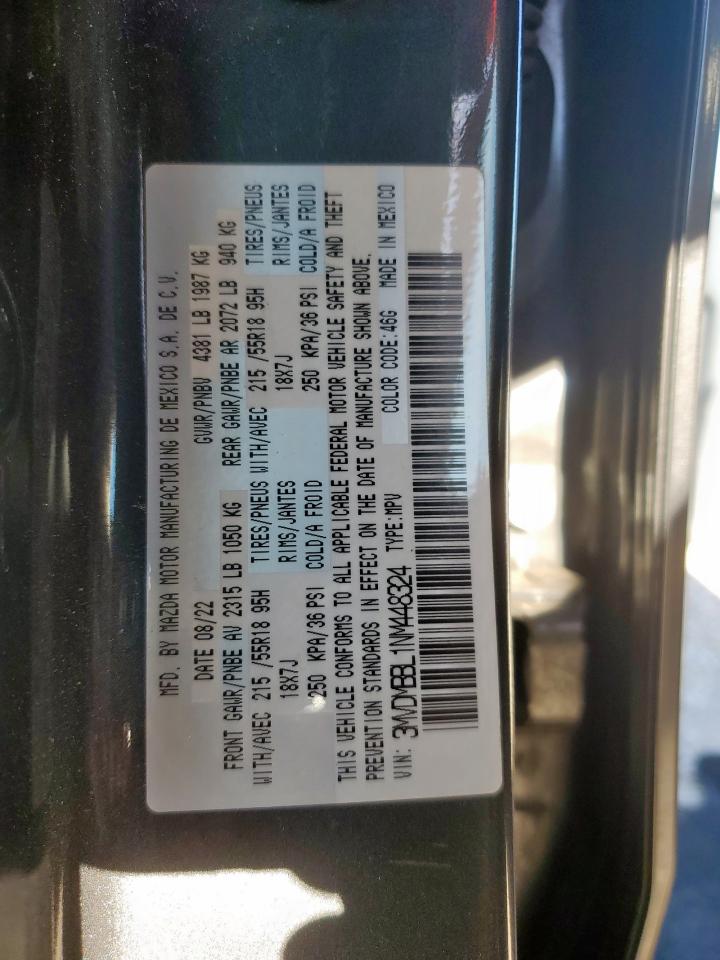 MFD. BY MAZDA MOTOR MANUFACTURING DE MEXICO S.A. DE C.V.
DATE 08/22 GVWR/PNBV 4381 LB 1987 KG
FRONT GAWR/PNBE AV 2315 LB 1050 KG REAR GAWR/PNBE AR 2072 LB 940 KG
WITH/AVEC 215 /55R18 95H TIRES/PNEUS WITH/AVEC 215 /55R18 95H TIRES/PNEUS
18X7J RIMS/JANTES 18X7J RIMS/JANTES
250 KPA/36 PSI COLD/A FROID 250 KPA/36 PSI COLD/A FROID
THIS VEHICLE CONFORMS TO ALL APPLICABLE FEDERAL MOTOR VEHICLE SAFETY AND THEFT
PREVENTION STANDARDS IN EFFECT ON THE DATE OF MANUFACTURE SHOWN ABOVE.
VIN: 3MVDMBBL1NM448324 TYPE:MPV COLOR CODE:46G MADE IN MEXICO